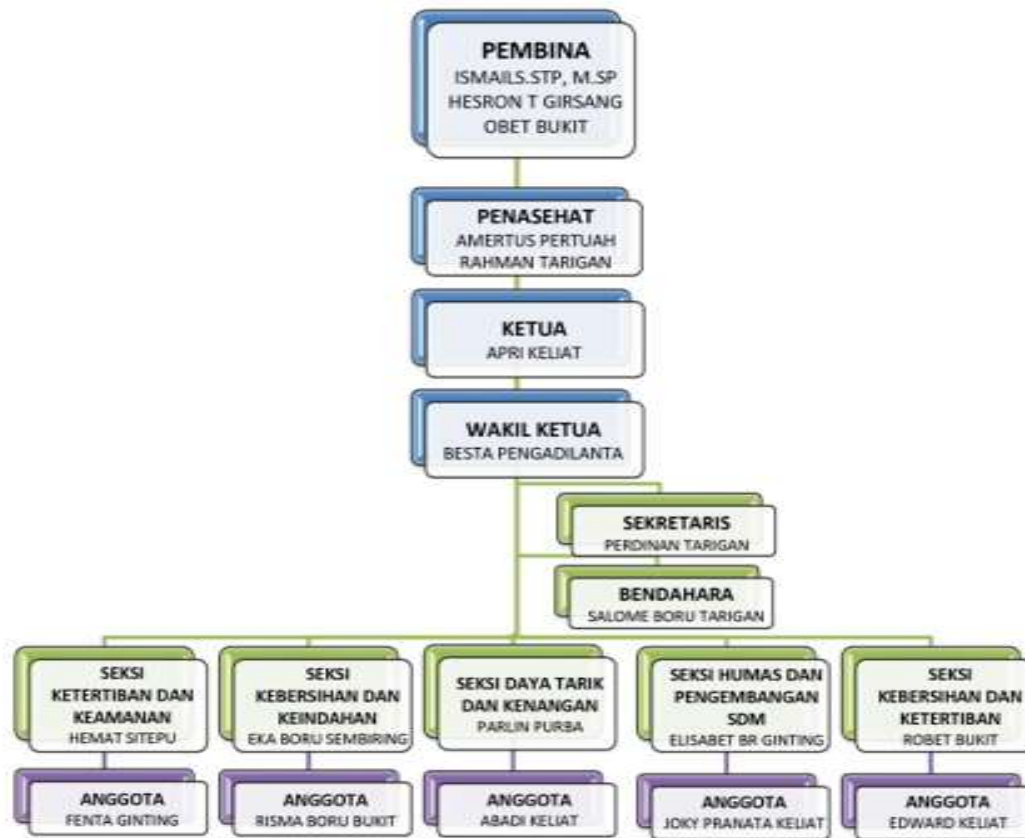 PEMBINA
ISMAILS.STP, M.SP
HESRON T GIRSANG
OBET BUKIT
PENASEHAT
AMERTUS PERTUAH
RAHMAN TARIGAN
KETUA
APRI KELIAT
WAKIL KETUA
BESTA PENGADILANTA
SEKRETARIS
PERDINAN TARIGAN
BENDAHARA
SALOME BORU TARIGAN
SEKSI
KETERTIBAN DAN
KEAMANAN
HEMAT SITEPU
SEKSI
KEBERSIHAN DAN
KEINDAHAN
EKA BORU SEMBIRING
SEKSI DAYA TARIK
DAN KENANGAN
PARLIN PURBA
SEKSI HUMAS DAN
PENGEMBANGAN
SDM
ELISABET BR GINTING
SEKSI
KEBERSIHAN DAN
KETERTIBAN
ROBET BUKIT
ANGGOTA
FENTA GINTING
ANGGOTA
RISMA BORU BUKIT
ANGGOTA
ABADI KELIAT
ANGGOTA
JOKY PRANATA KELIAT
ANGGOTA
EDWARD KELIAT